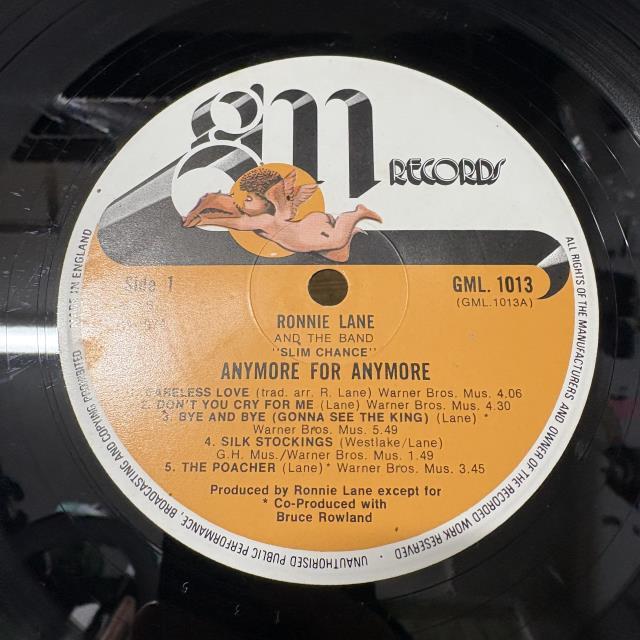 gm
RECORDS
Side 1
GML. 1013
(GML.1013A)
RONNIE LANE
AND THE BAND
"SLIM CHANCE"
ANYMORE FOR ANYMORE
CARELESS LOVE (trad. arr. R. Lane) Warner Bros. Mus. 4.06
2. DON'T YOU CRY FOR ME (Lane) Warner Bros. Mus. 4.30
3. BYE AND BYE (GONNA SEE THE KING) (Lane) *
Warner Bros. Mus. 5.49
4. SILK STOCKINGS (Westlake/Lane)
G.H. Mus./Warner Bros. Mus. 1.49
5. THE POACHER (Lane) * Warner Bros. Mus. 3.45
Produced by Ronnie Lane except for
* Co-Produced with
Bruce Rowland
ALL RIGHTS OF THE MANUFACTURERS AND OWNER OF THE RECORDED WORK RESERVED · UNAUTHORISED PUBLIC PERFORMANCE, BROADCASTING AND COPYING PROHIBITED
MADE IN ENGLAND